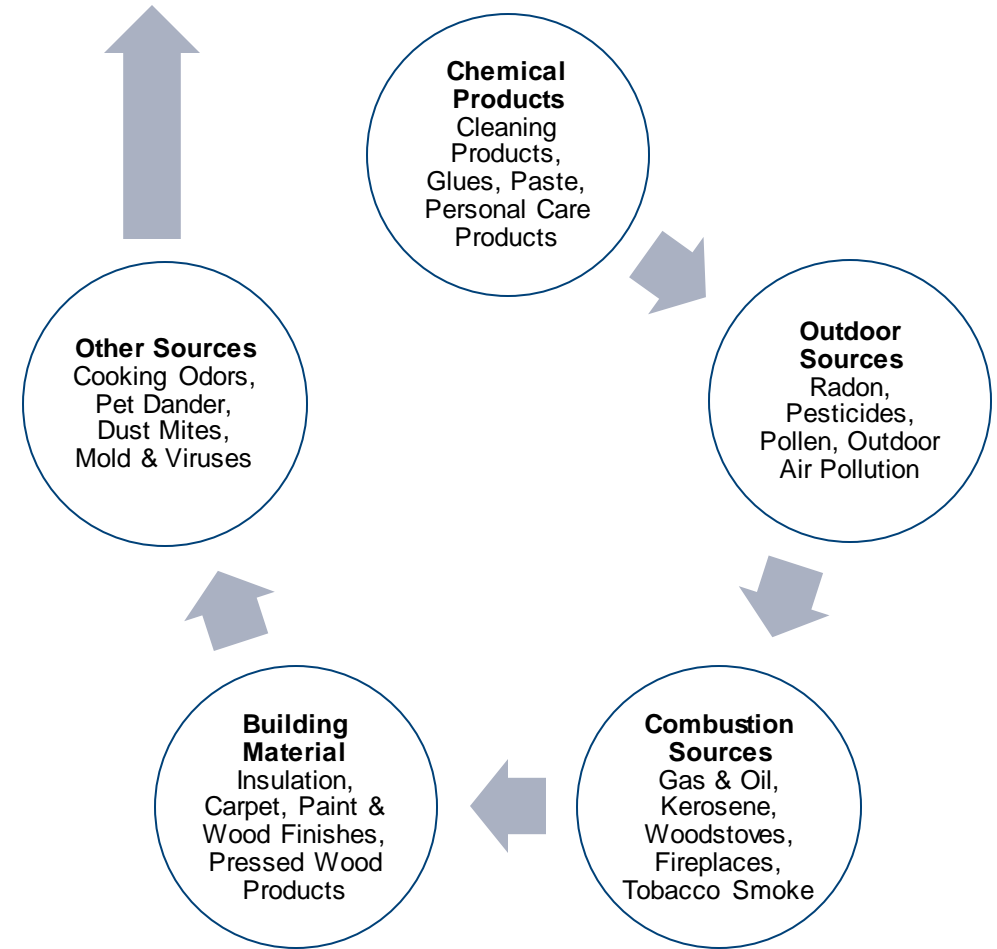 Chemical
Products
Cleaning
Products,
Glues, Paste,
Personal Care
Products
Outdoor
Sources
Radon,
Pesticides,
Pollen, Outdoor
Air Pollution
Combustion
Sources
Gas & Oil,
Kerosene,
Woodstoves,
Fireplaces,
Tobacco Smoke
Building
Material
Insulation,
Carpet, Paint &
Wood Finishes,
Pressed Wood
Products
Other Sources
Cooking Odors,
Pet Dander,
Dust Mites,
Mold & Viruses